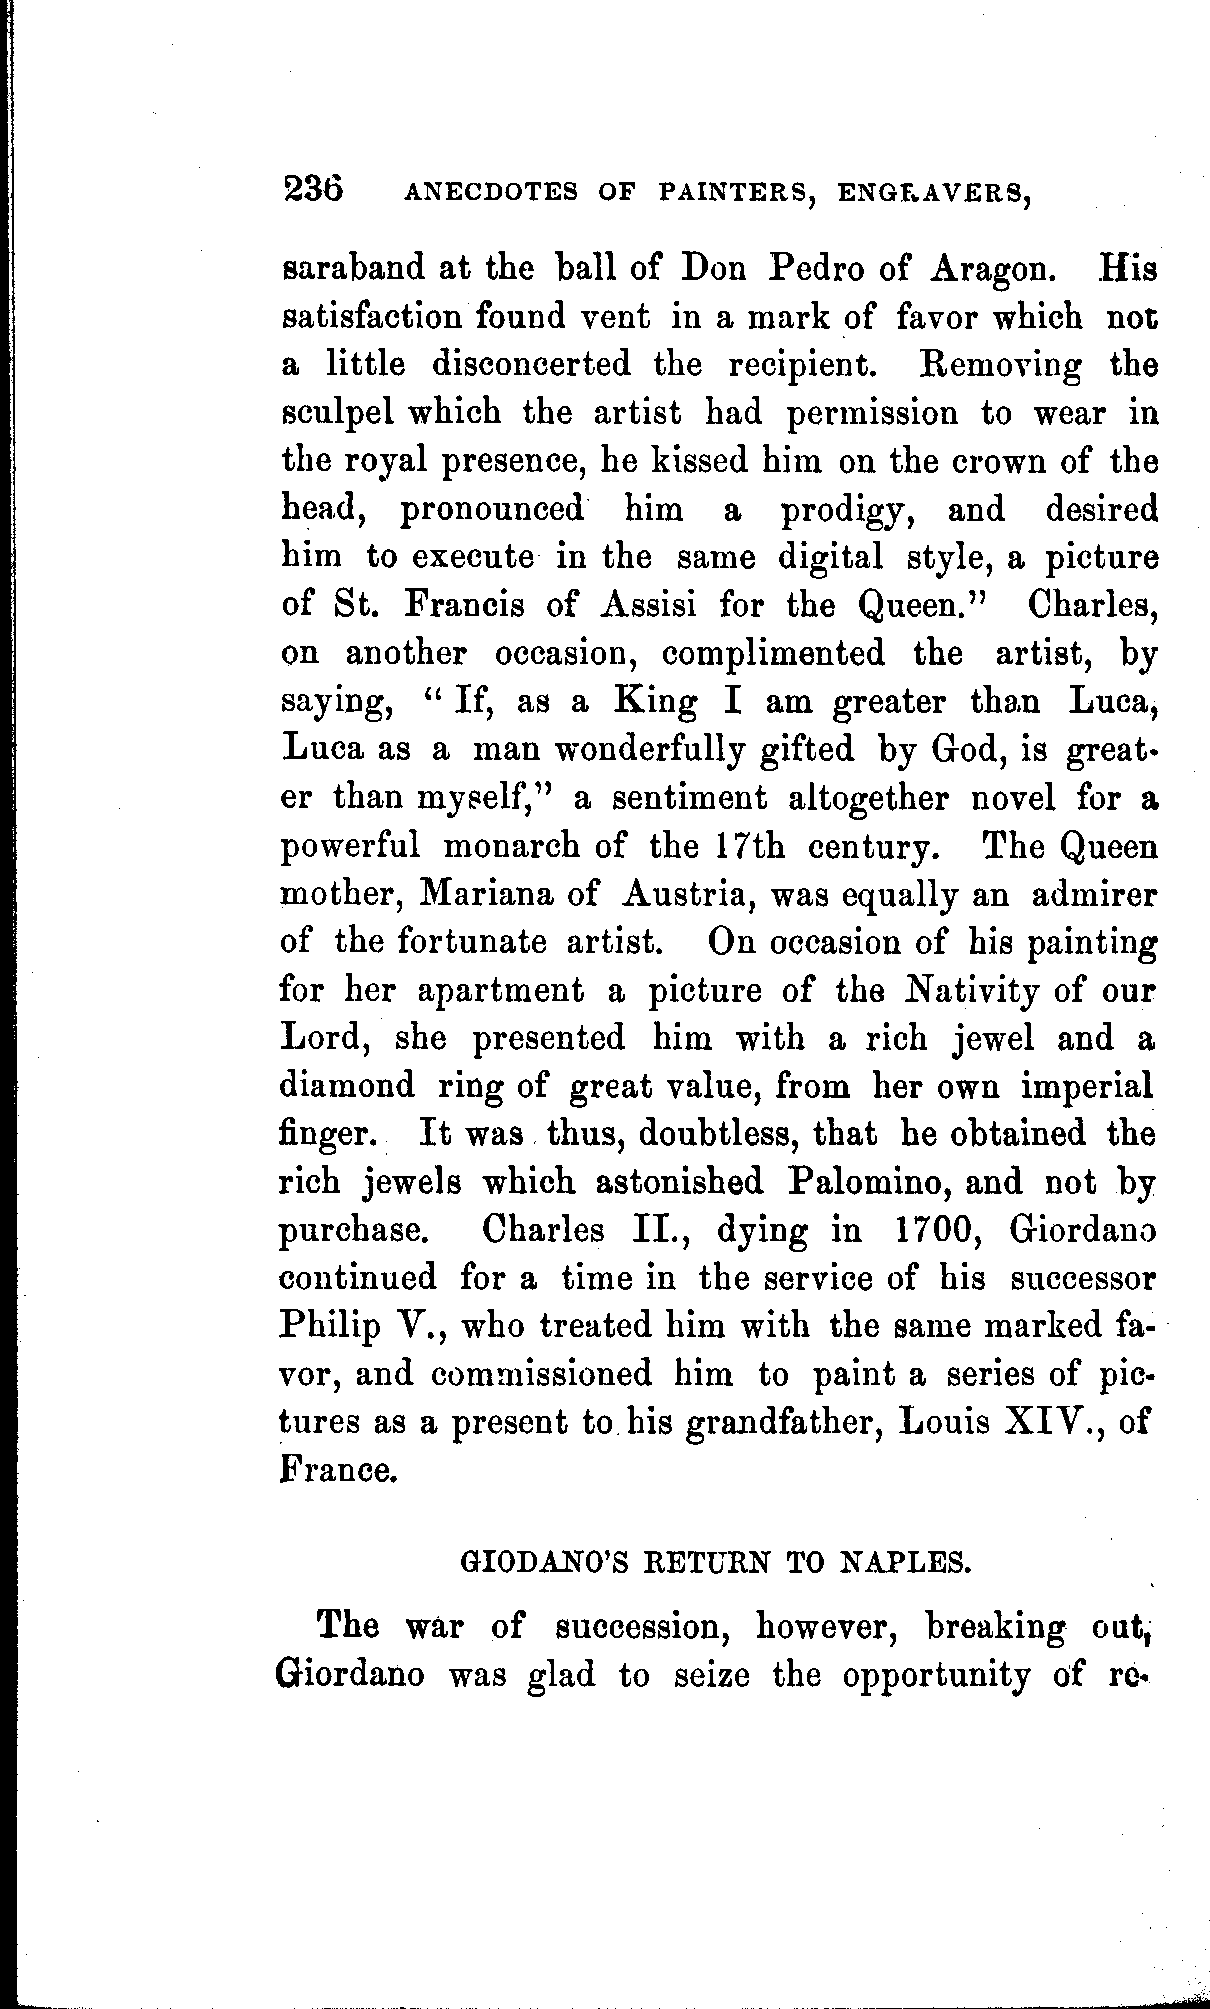 236 ANECDOTES OF PAINTERS, ENGRAVERS,
saraband at the ball of Don Pedro of Aragon. His
satisfaction found vent in a mark of favor which not
a little disconcerted the recipient. Removing the
sculpel which the artist had permission to wear in
the royal presence, he kissed him on the crown of the
head, pronounced him a prodigy, and desired
him to execute in the same digital style, a picture
of St. Francis of Assisi for the Queen." Charles,
on another occasion, complimented the artist, by
saying, "If, as a King I am greater than Luca,
Luca as a man wonderfully gifted by God, is great-
er than myself," a sentiment altogether novel for a
powerful monarch of the 17th century. The Queen
mother, Mariana of Austria, was equally an admirer
of the fortunate artist. On occasion of his painting
for her apartment a picture of the Nativity of our
Lord, she presented him with a rich jewel and a
diamond ring of great value, from her own imperial
finger. It was thus, doubtless, that he obtained the
rich jewels which astonished Palomino, and not by
purchase. Charles II., dying in 1700, Giordano
continued for a time in the service of his successor
Philip V., who treated him with the same marked fa-
vor, and commissioned him to paint a series of pic-
tures as a present to his grandfather, Louis XIV., of
France.
GIODANO'S RETURN TO NAPLES.
The war of succession, however, breaking out,
Giordano was glad to seize the opportunity of re-